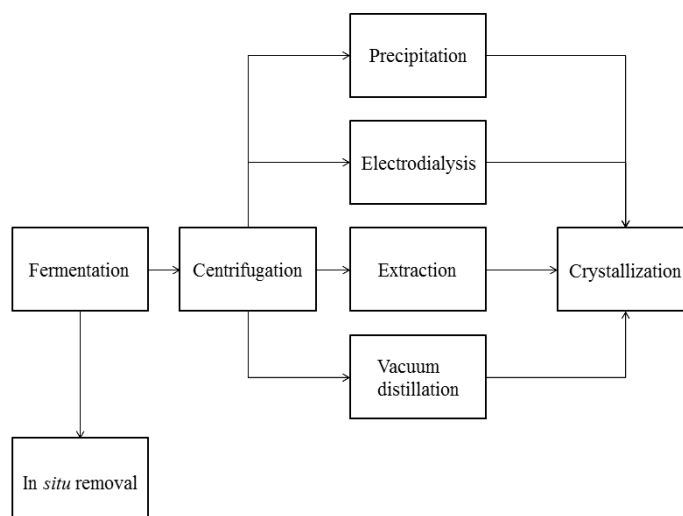 Precipitation
Electrodialysis
Fermentation
Centrifugation
Extraction
Crystallization
Vacuum
distillation
In situ removal